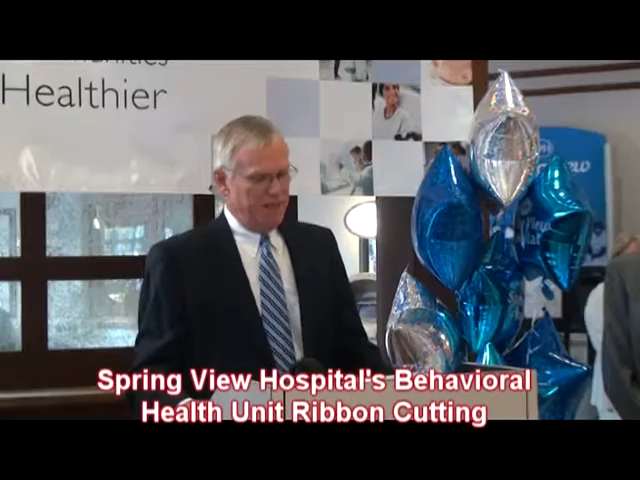 Healthier
Spring View Hospital's Behavioral
Health Unit Ribbon Cutting